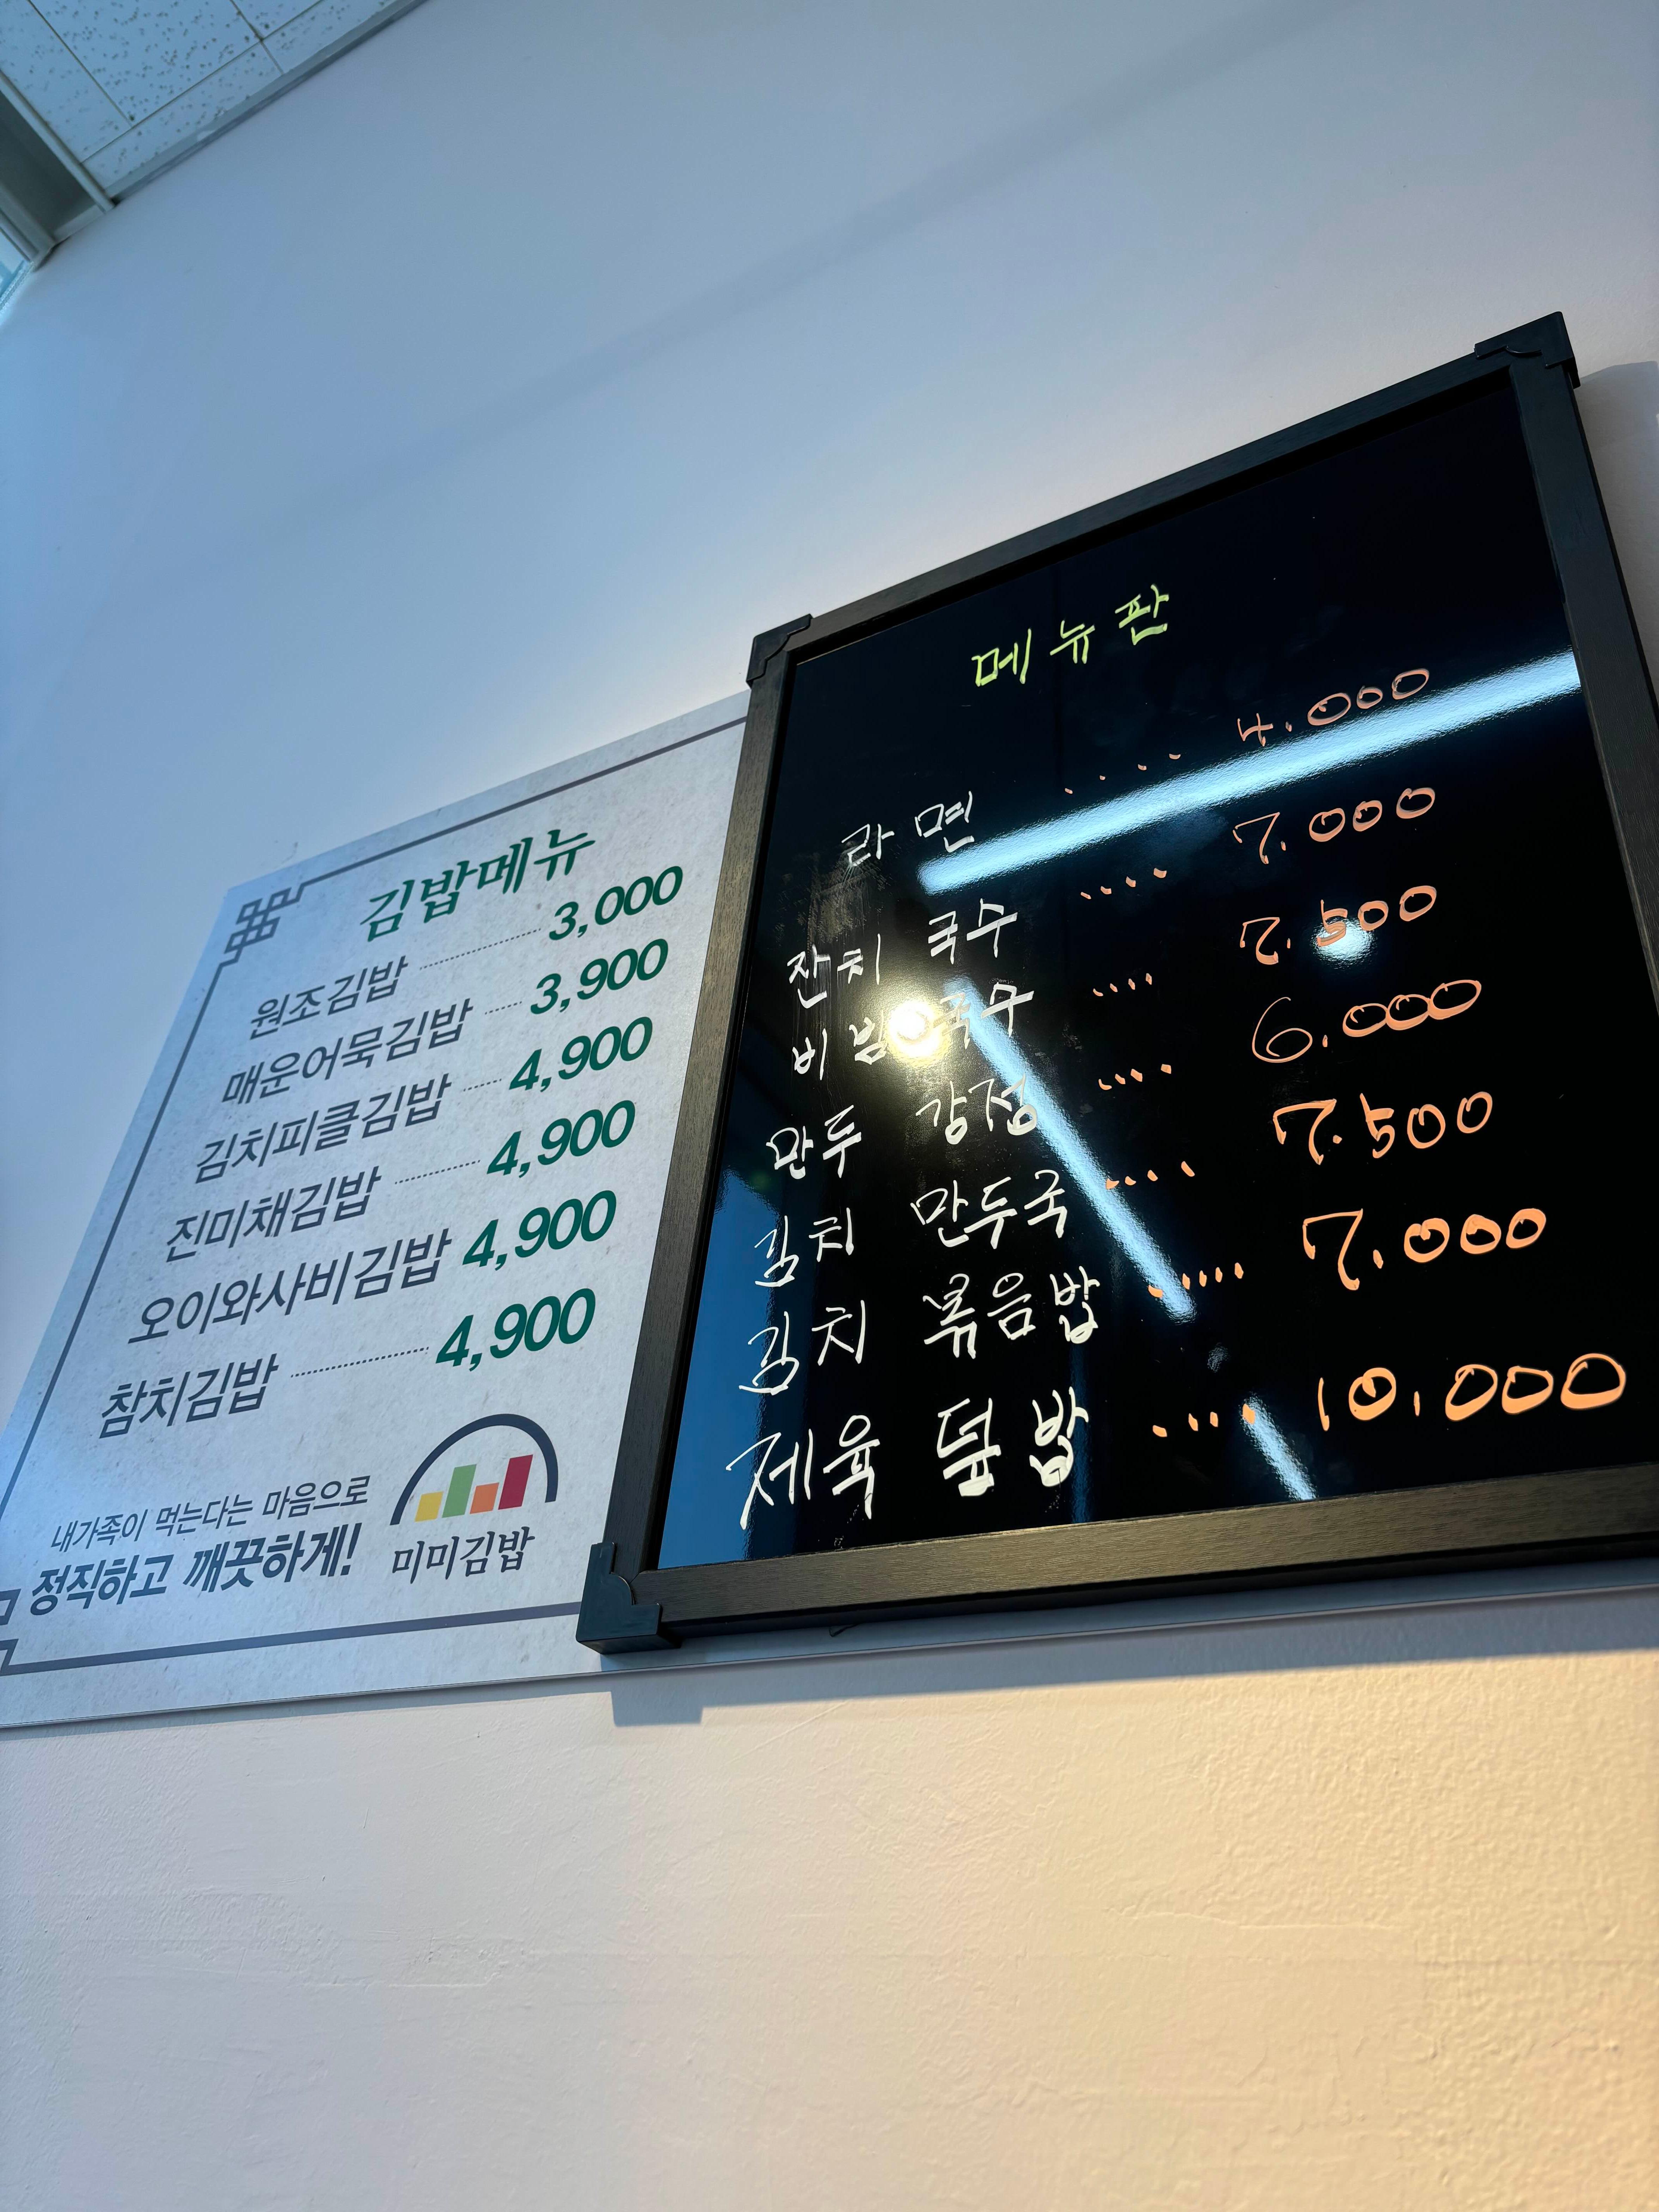 김밥메뉴
원조김밥 ........ 3,000
매운어묵김밥 .... 3,900
김치피클김밥 .... 4,900
진미채김밥 ........ 4,900
오이와사비김밥 4,900
참치김밥 ........ 4,900
내가족이 먹는다는 마음으로
정직하고 깨끗하게!
미미김밥
메뉴판
라면 .... 4.000
잔치 국수 .... 7.000
비빔 국수 .... 7.500
만두 강정 .... 6.000
김치 만두국 .... 7.500
김치 볶음밥 ..... 7.000
제육 덮밥 .... 10.000